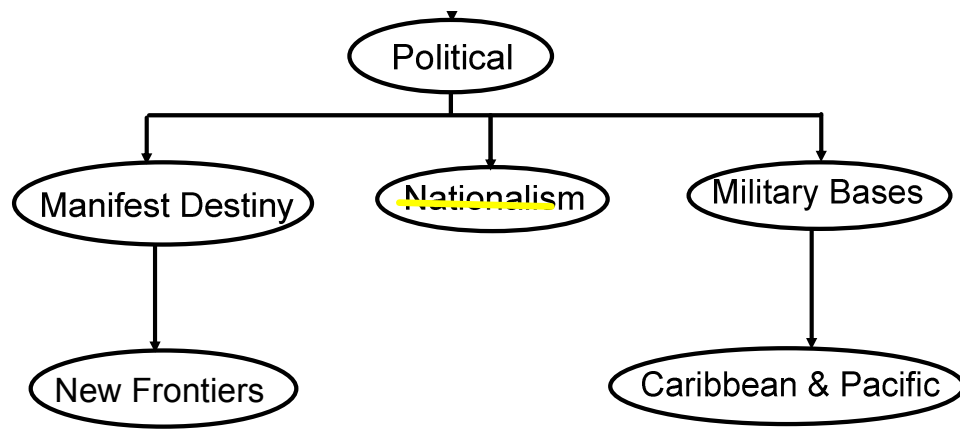 Political
Manifest Destiny
Nationalism
Military Bases
New Frontiers
Caribbean & Pacific